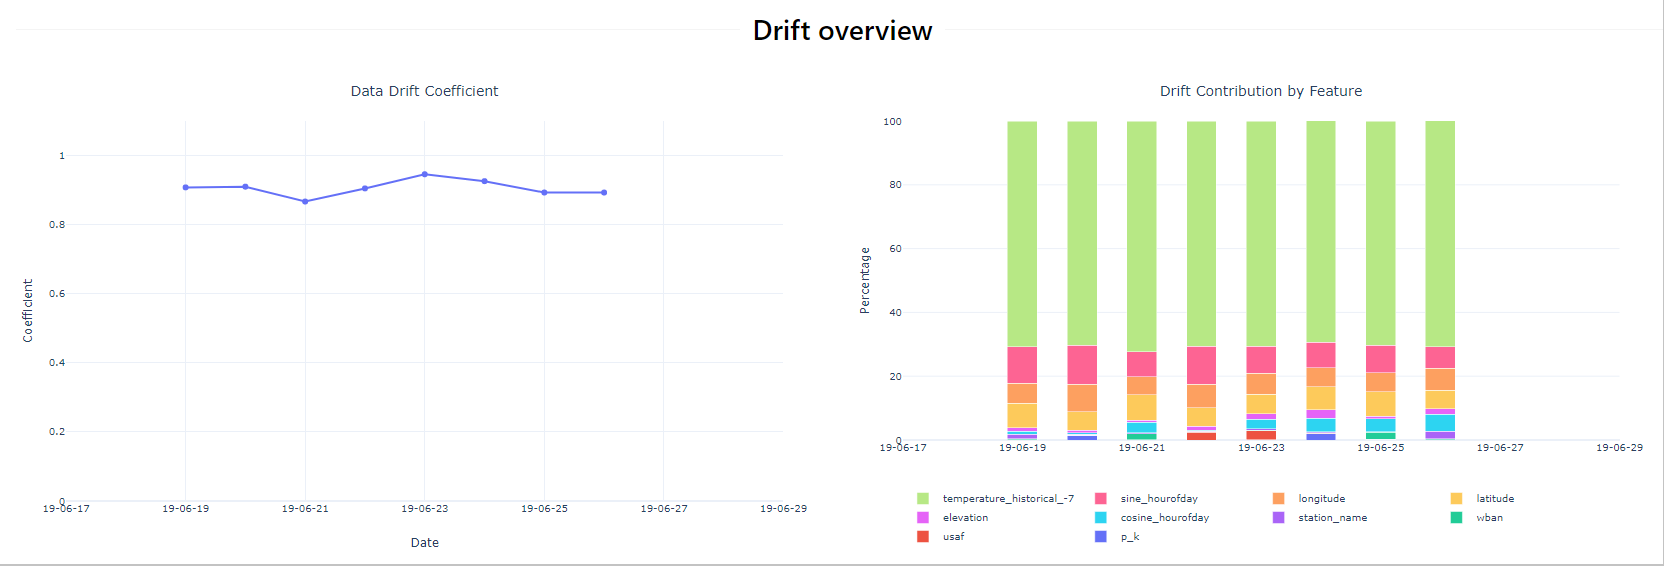 Drift overview
Data Drift Coefficient
1
0.8
0.6
0.4
0.2
0
Coefficient
19-06-17 19-06-19 19-06-21 19-06-23 19-06-25 19-06-27 19-06-29
Date
Drift Contribution by Feature
100
80
60
40
20
0
Percentage
19-06-17 19-06-19 19-06-21 19-06-23 19-06-25 19-06-27 19-06-29
temperature_historical_-7 sine_hourofday longitude latitude
elevation cosine_hourofday station_name wban
usaf p_k